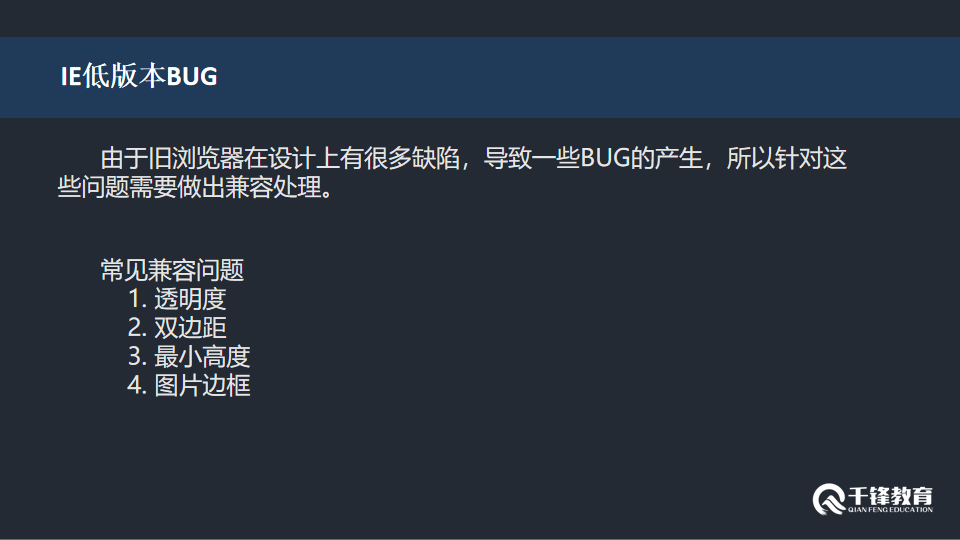 IE低版本BUG
由于旧浏览器在设计上有很多缺陷，导致一些BUG的产生，所以针对这
些问题需要做出兼容处理。
常见兼容问题
1. 透明度
2. 双边距
3. 最小高度
4. 图片边框
千锋教育
QIAN FENG EDUCATION